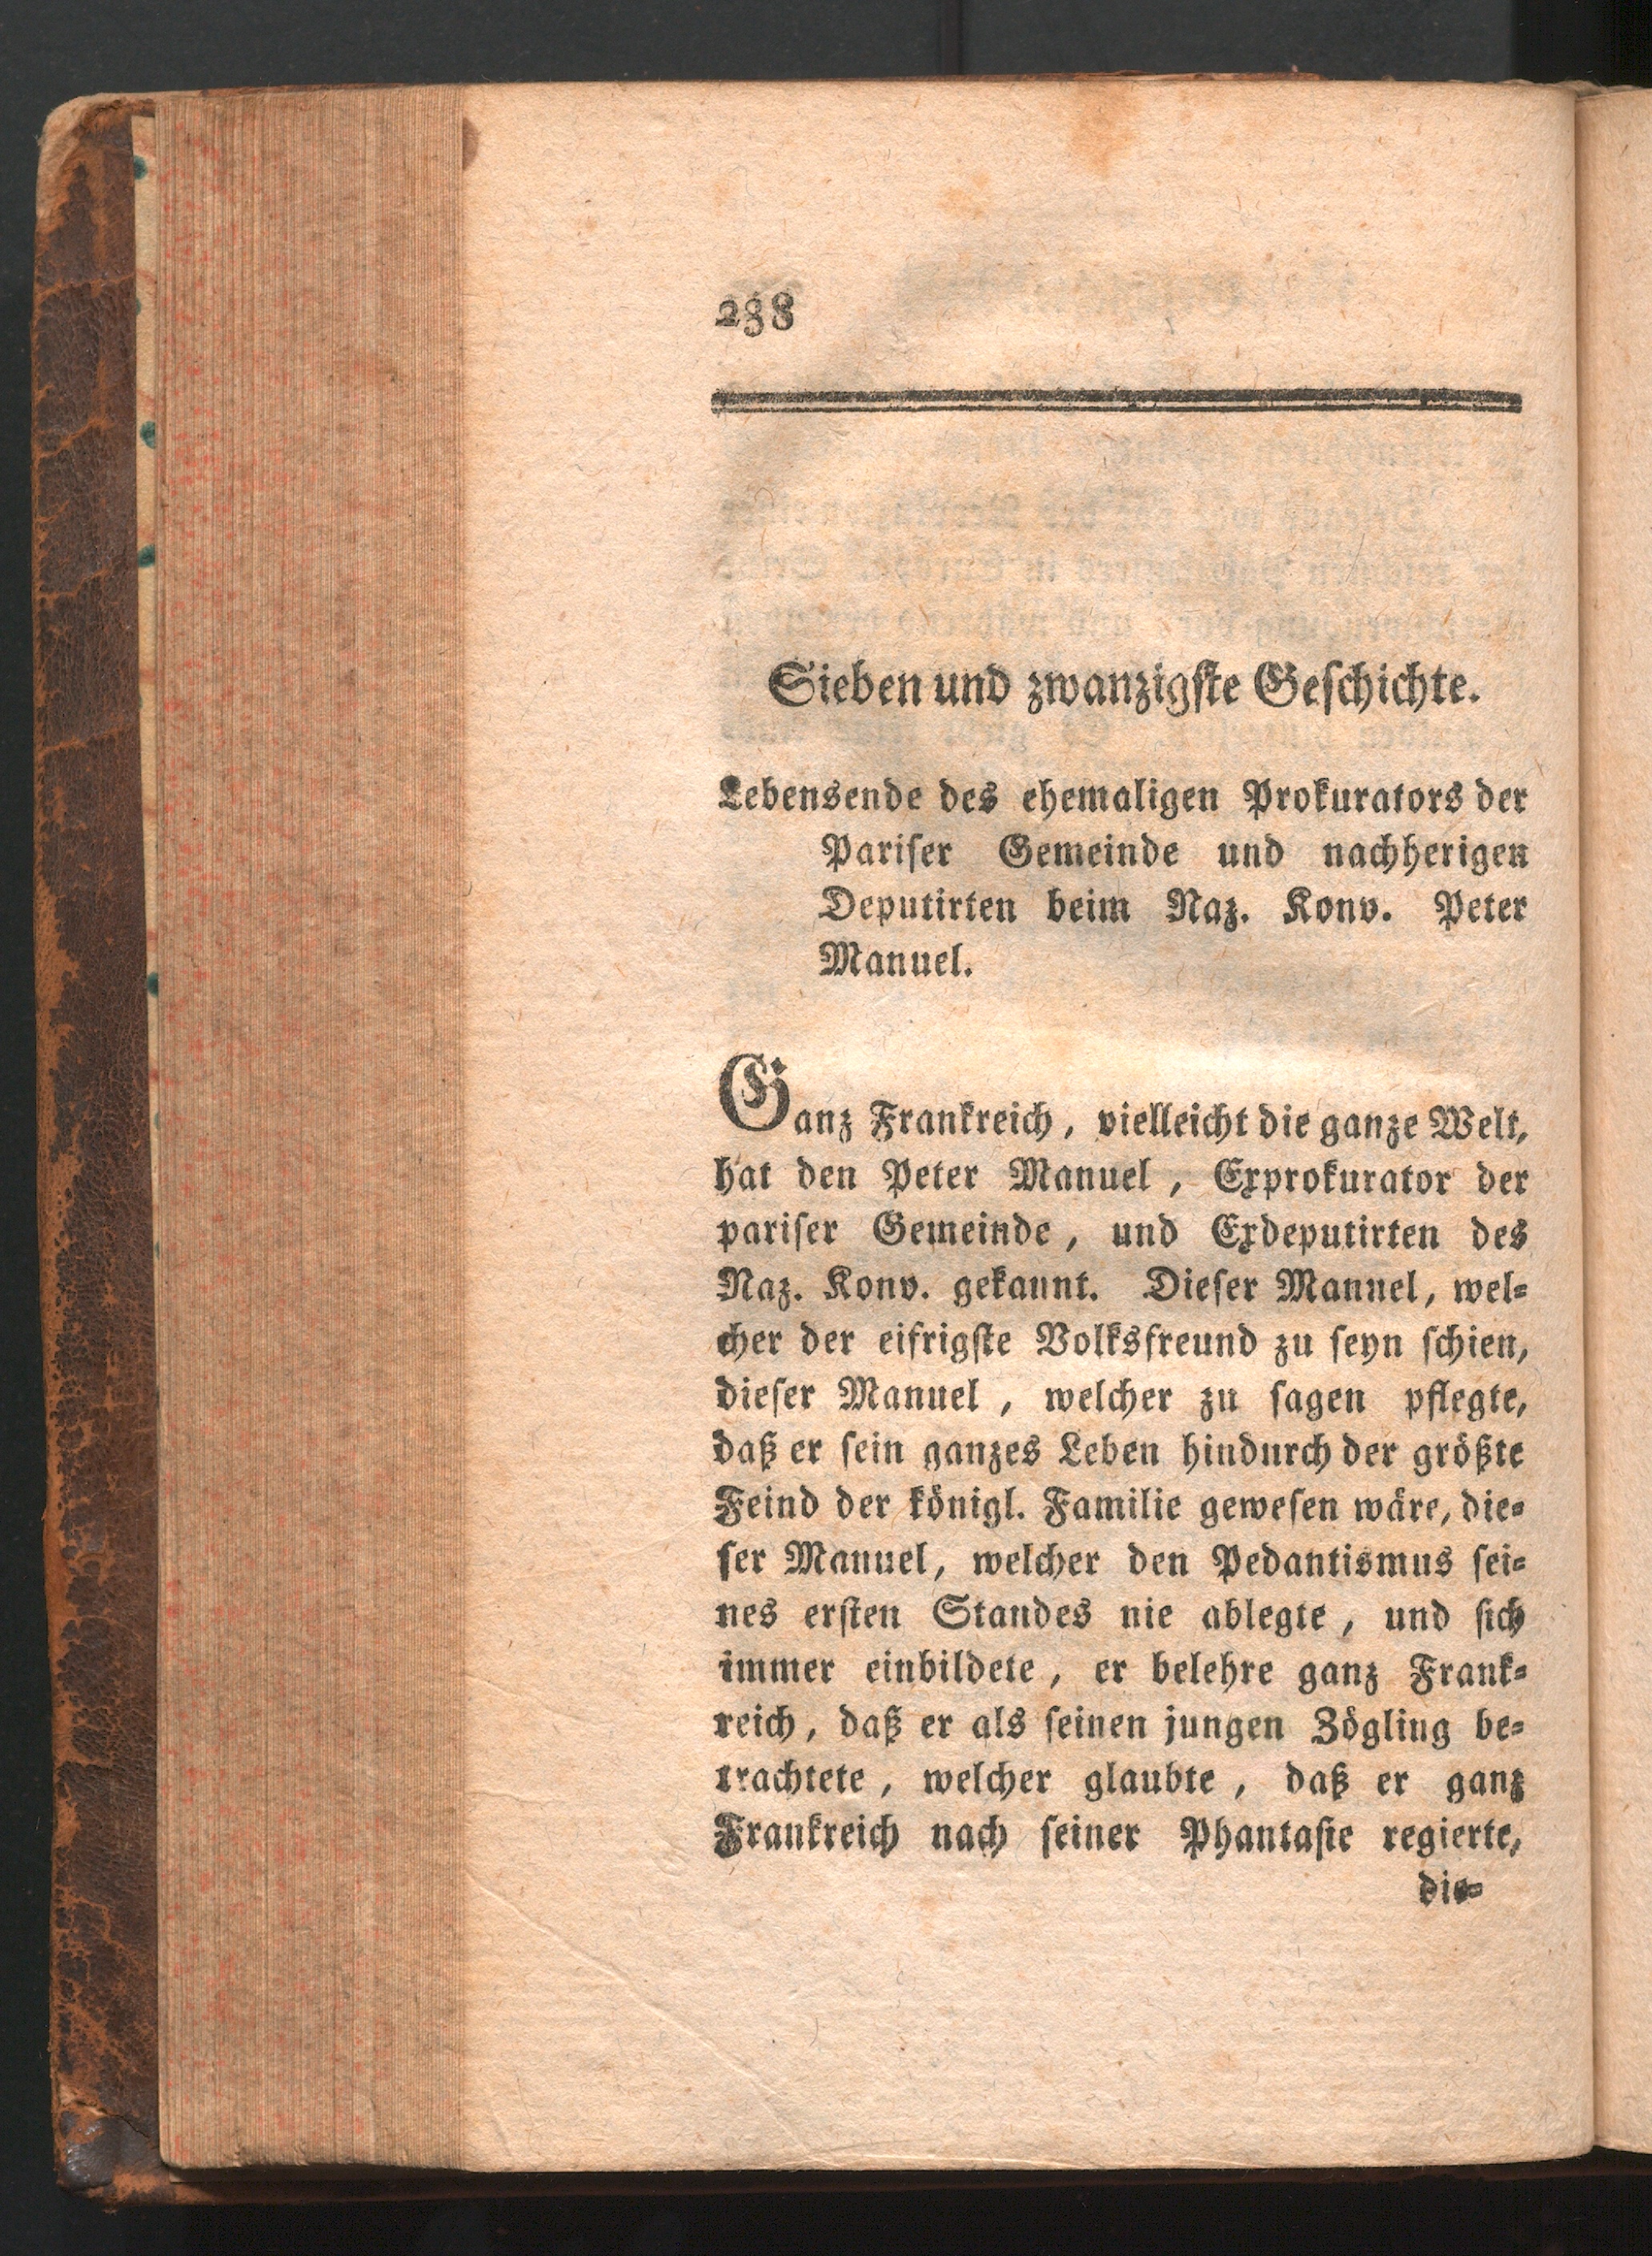 238
Sieben und zwanzigſte Geſchichte.
Lebensende des ehemaligen Prokurators der
Pariſer Gemeinde und nachherigen
Deputirten beim Naz. Konv. Peter
Manuel.
Ganz Frankreich, vielleicht die ganze Welt,
hat den Peter Manuel, Exprokurator der
pariſer Gemeinde, und Exdeputirten des
Naz. Konv. gekannt. Dieſer Manuel, wel-
cher der eifrigſte Volksfreund zu ſeyn ſchien,
dieſer Manuel, welcher zu ſagen pflegte,
daß er ſein ganzes Leben hindurch der größte
Feind der königl. Familie geweſen wäre, die-
ſer Manuel, welcher den Pedantismus ſei-
nes erſten Standes nie ablegte, und ſich
immer einbildete, er belehre ganz Frank-
reich, daß er als ſeinen jungen Zögling be-
trachtete, welcher glaubte, daß er ganz
Frankreich nach ſeiner Phantaſie regierte,
die-